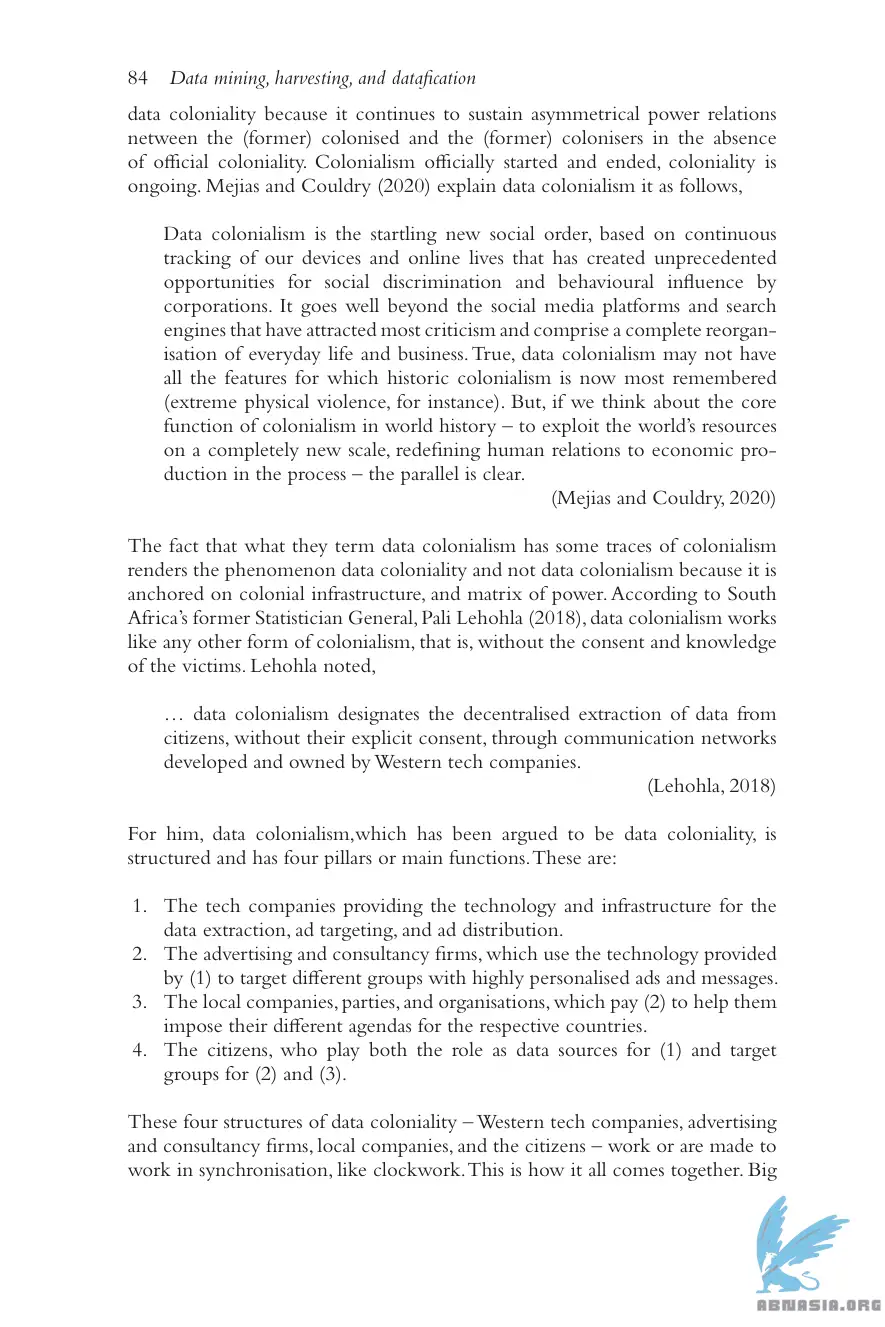 84 Data mining, harvesting, and datafication
data coloniality because it continues to sustain asymmetrical power relations
netween the (former) colonised and the (former) colonisers in the absence
of official coloniality. Colonialism officially started and ended, coloniality is
ongoing. Mejias and Couldry (2020) explain data colonialism it as follows,
Data colonialism is the startling new social order, based on continuous
tracking of our devices and online lives that has created unprecedented
opportunities for social discrimination and behavioural influence by
corporations. It goes well beyond the social media platforms and search
engines that have attracted most criticism and comprise a complete reorgan-
isation of everyday life and business. True, data colonialism may not have
all the features for which historic colonialism is now most remembered
(extreme physical violence, for instance). But, if we think about the core
function of colonialism in world history – to exploit the world's resources
on a completely new scale, redefining human relations to economic pro-
duction in the process – the parallel is clear.
(Mejias and Couldry, 2020)
The fact that what they term data colonialism has some traces of colonialism
renders the phenomenon data coloniality and not data colonialism because it is
anchored on colonial infrastructure, and matrix of power. According to South
Africa's former Statistician General, Pali Lehohla (2018), data colonialism works
like any other form of colonialism, that is, without the consent and knowledge
of the victims. Lehohla noted,
… data colonialism designates the decentralised extraction of data from
citizens, without their explicit consent, through communication networks
developed and owned by Western tech companies.
(Lehohla, 2018)
For him, data colonialism,which has been argued to be data coloniality, is
structured and has four pillars or main functions. These are:
1. The tech companies providing the technology and infrastructure for the
data extraction, ad targeting, and ad distribution.
2. The advertising and consultancy firms, which use the technology provided
by (1) to target different groups with highly personalised ads and messages.
3. The local companies, parties, and organisations, which pay (2) to help them
impose their different agendas for the respective countries.
4. The citizens, who play both the role as data sources for (1) and target
groups for (2) and (3).
These four structures of data coloniality – Western tech companies, advertising
and consultancy firms, local companies, and the citizens – work or are made to
work in synchronisation, like clockwork. This is how it all comes together. Big
ABNASIA.ORG